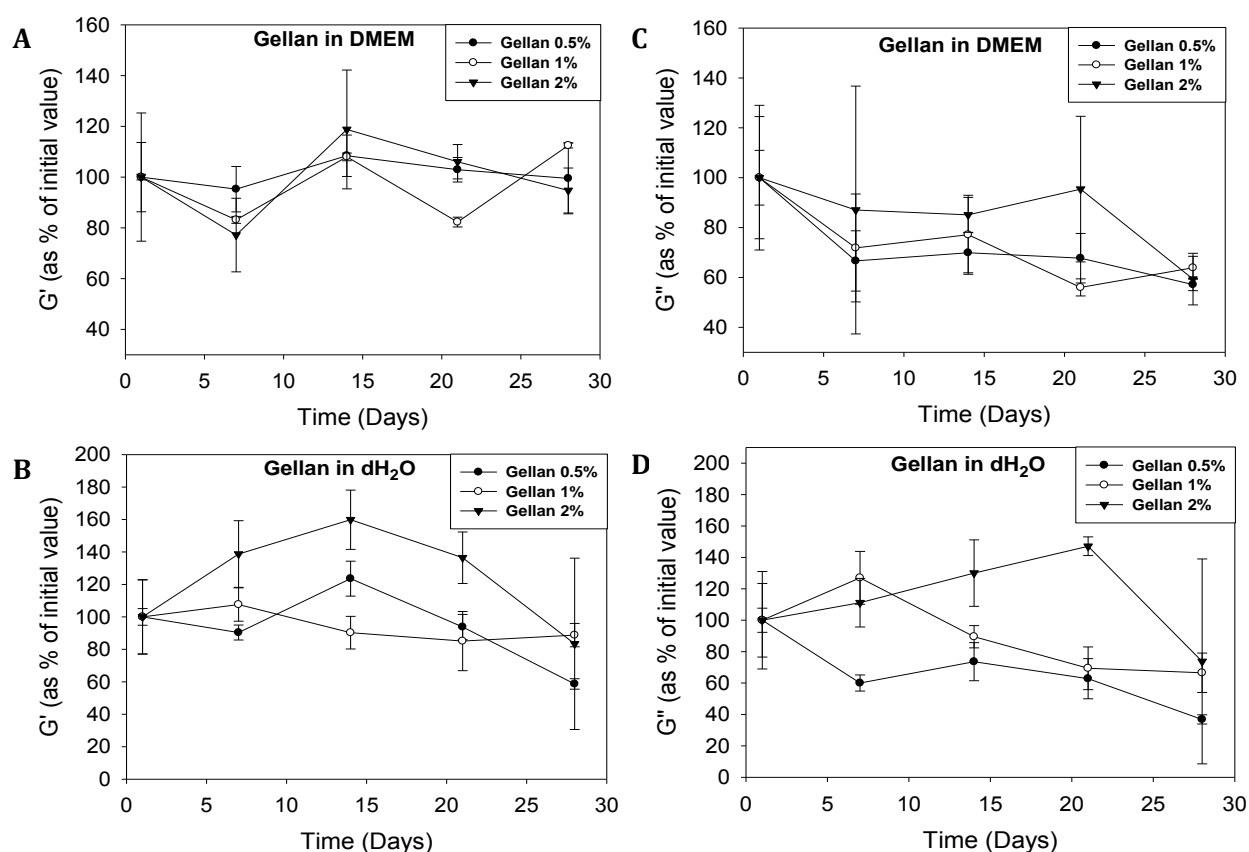 A
Gellan in DMEM
Gellan 0.5%
Gellan 1%
Gellan 2%
G' (as % of initial value)
160
140
120
100
80
60
40
0 5 10 15 20 25 30
Time (Days)
C
Gellan in DMEM
Gellan 0.5%
Gellan 1%
Gellan 2%
G" (as % of initial value)
160
140
120
100
80
60
40
0 5 10 15 20 25 30
Time (Days)
B
Gellan in dH₂O
Gellan 0.5%
Gellan 1%
Gellan 2%
G' (as % of initial value)
200
180
160
140
120
100
80
60
40
20
0
0 5 10 15 20 25 30
Time (Days)
D
Gellan in dH₂O
Gellan 0.5%
Gellan 1%
Gellan 2%
G" (as % of initial value)
200
180
160
140
120
100
80
60
40
20
0
0 5 10 15 20 25 30
Time (Days)